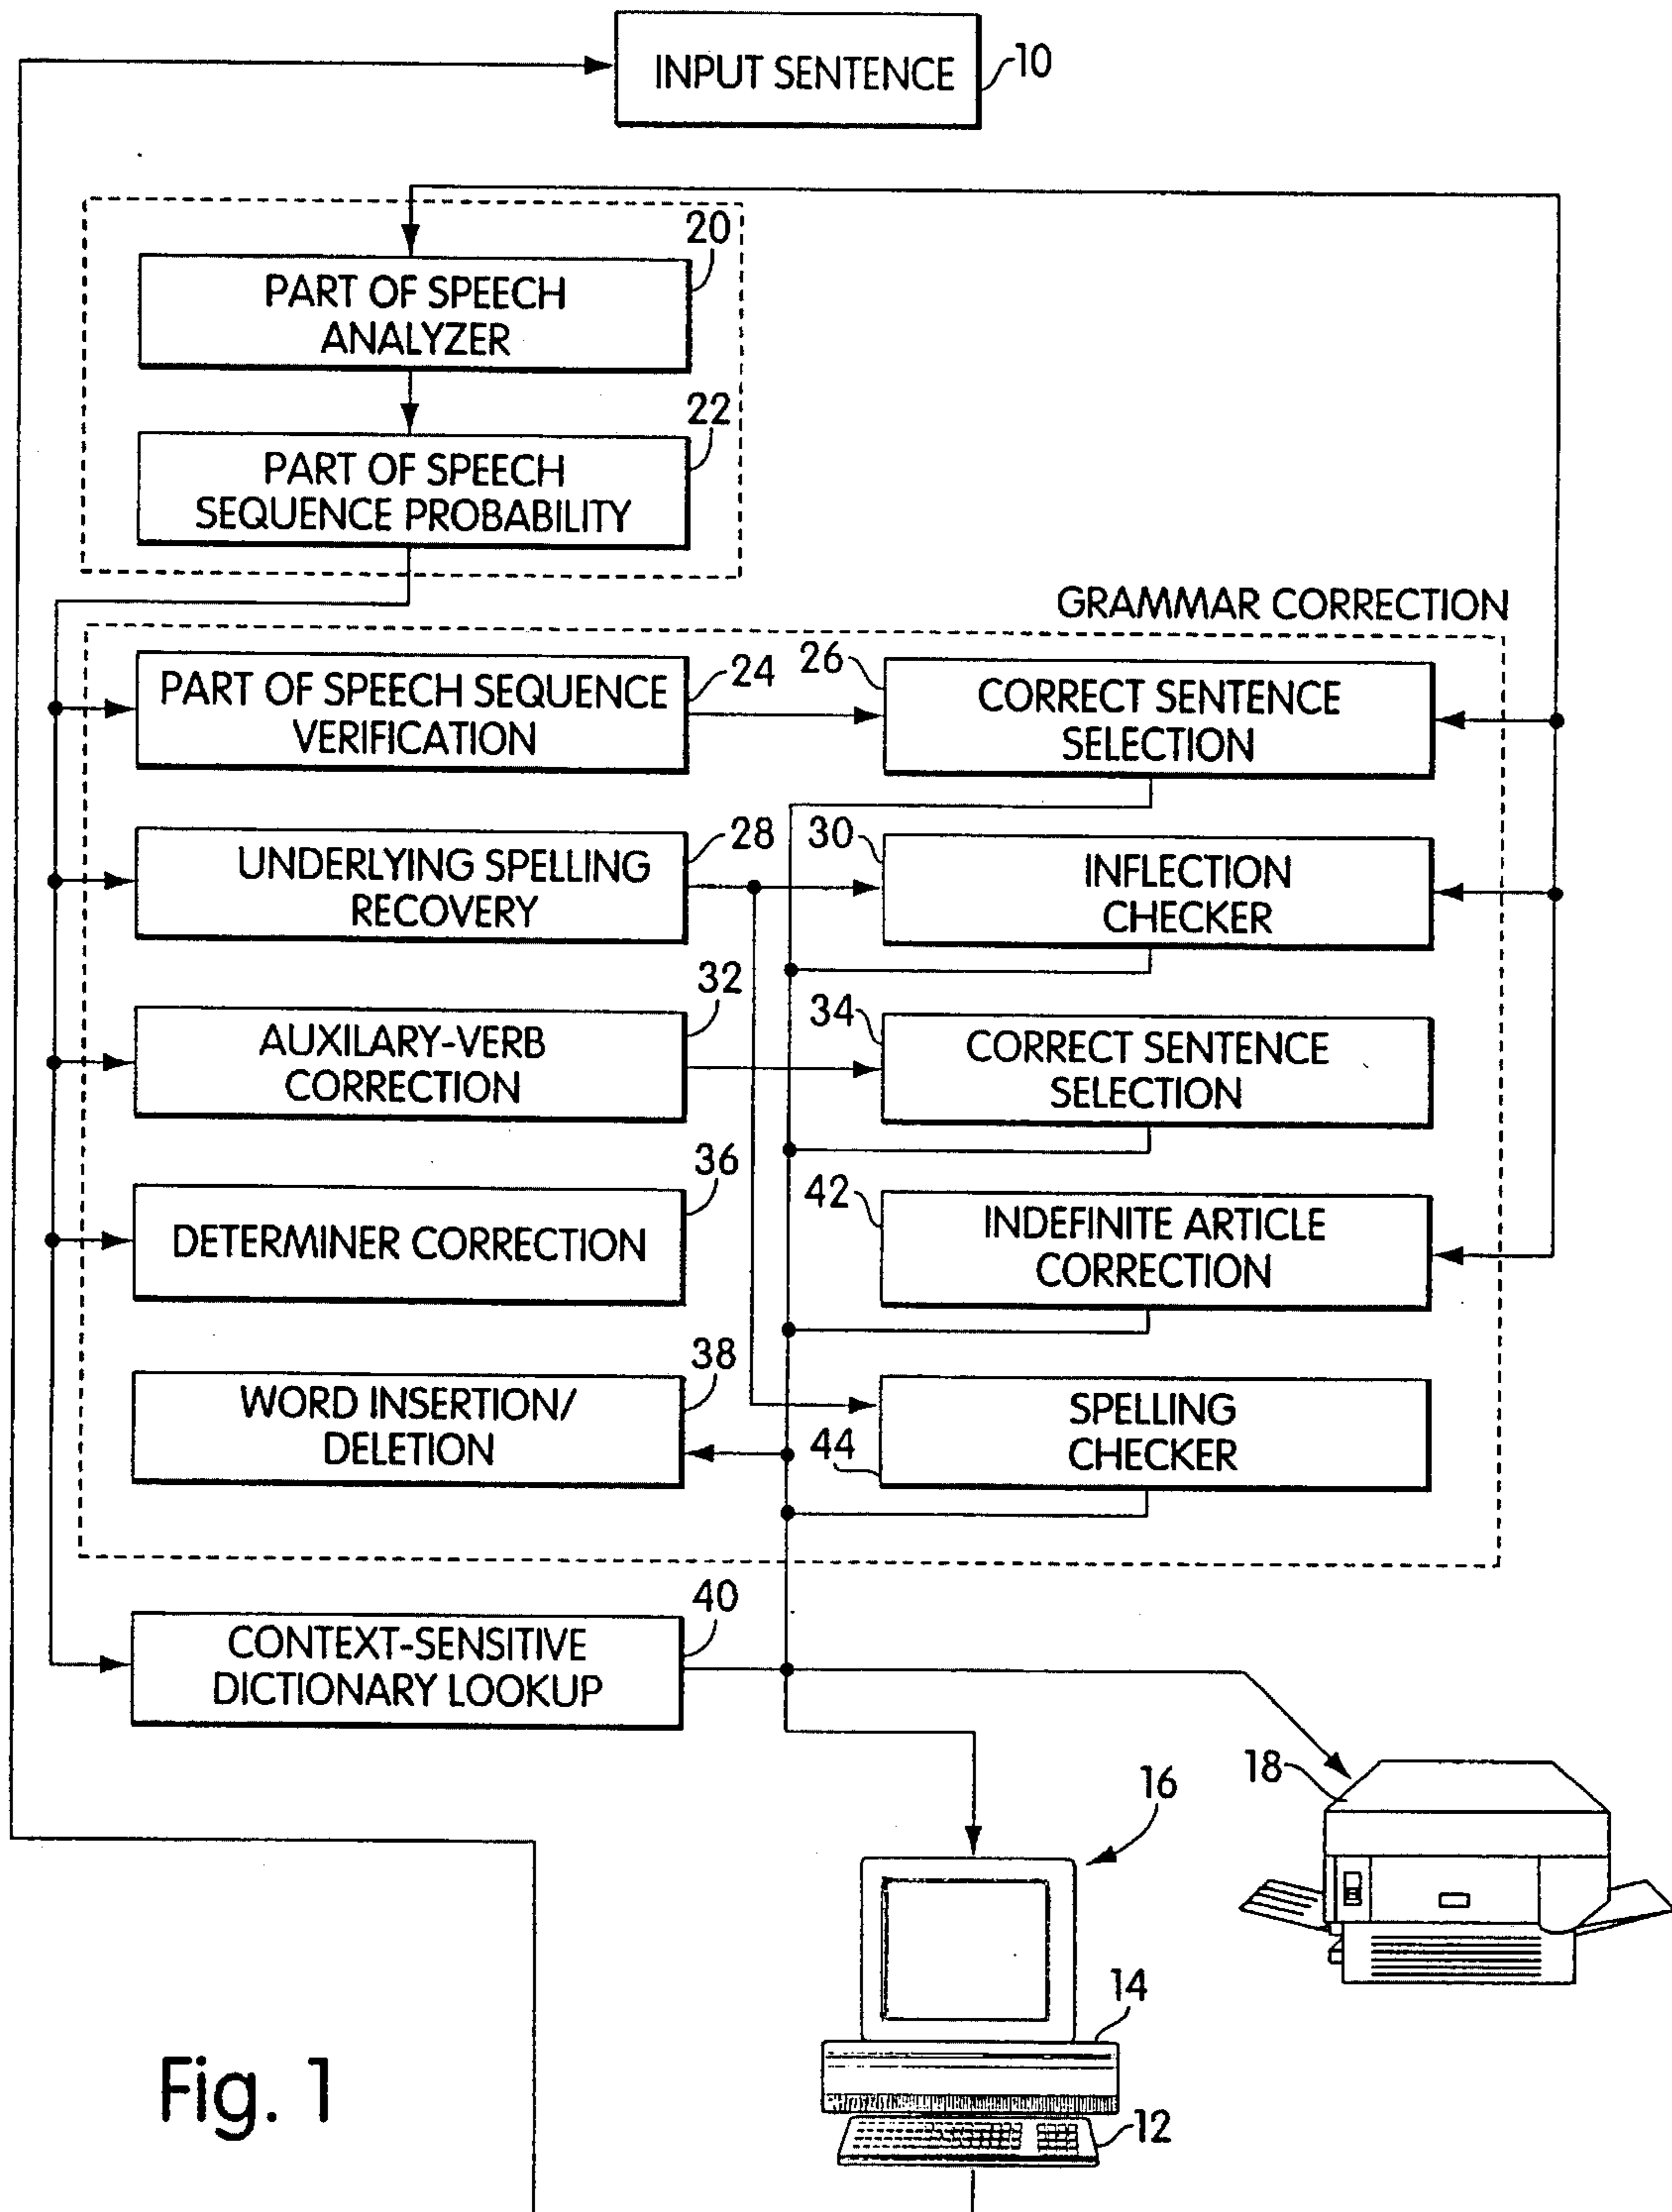 INPUT SENTENCE
10
20
PART OF SPEECH
ANALYZER
22
PART OF SPEECH
SEQUENCE PROBABILITY
GRAMMAR CORRECTION
24
PART OF SPEECH SEQUENCE
VERIFICATION
26
CORRECT SENTENCE
SELECTION
28
UNDERLYING SPELLING
RECOVERY
30
INFLECTION
CHECKER
32
AUXILARY-VERB
CORRECTION
34
CORRECT SENTENCE
SELECTION
36
DETERMINER CORRECTION
42
INDEFINITE ARTICLE
CORRECTION
38
WORD INSERTION/
DELETION
44
SPELLING
CHECKER
40
CONTEXT-SENSITIVE
DICTIONARY LOOKUP
16
18
14
12
Fig. 1